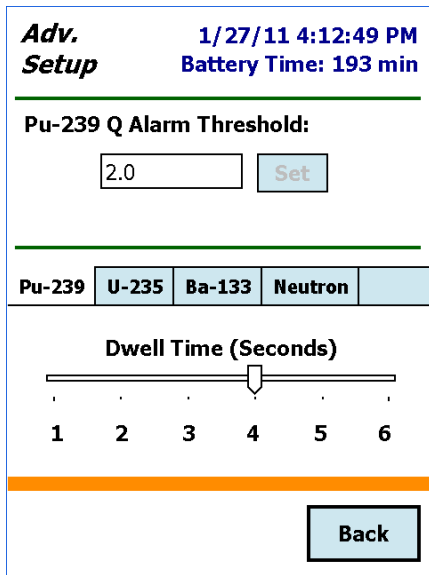 Adv. 1/27/11 4:12:49 PM
Setup Battery Time: 193 min
Pu-239 Q Alarm Threshold:
2.0 Set
Pu-239 U-235 Ba-133 Neutron
Dwell Time (Seconds)
1 2 3 4 5 6
Back